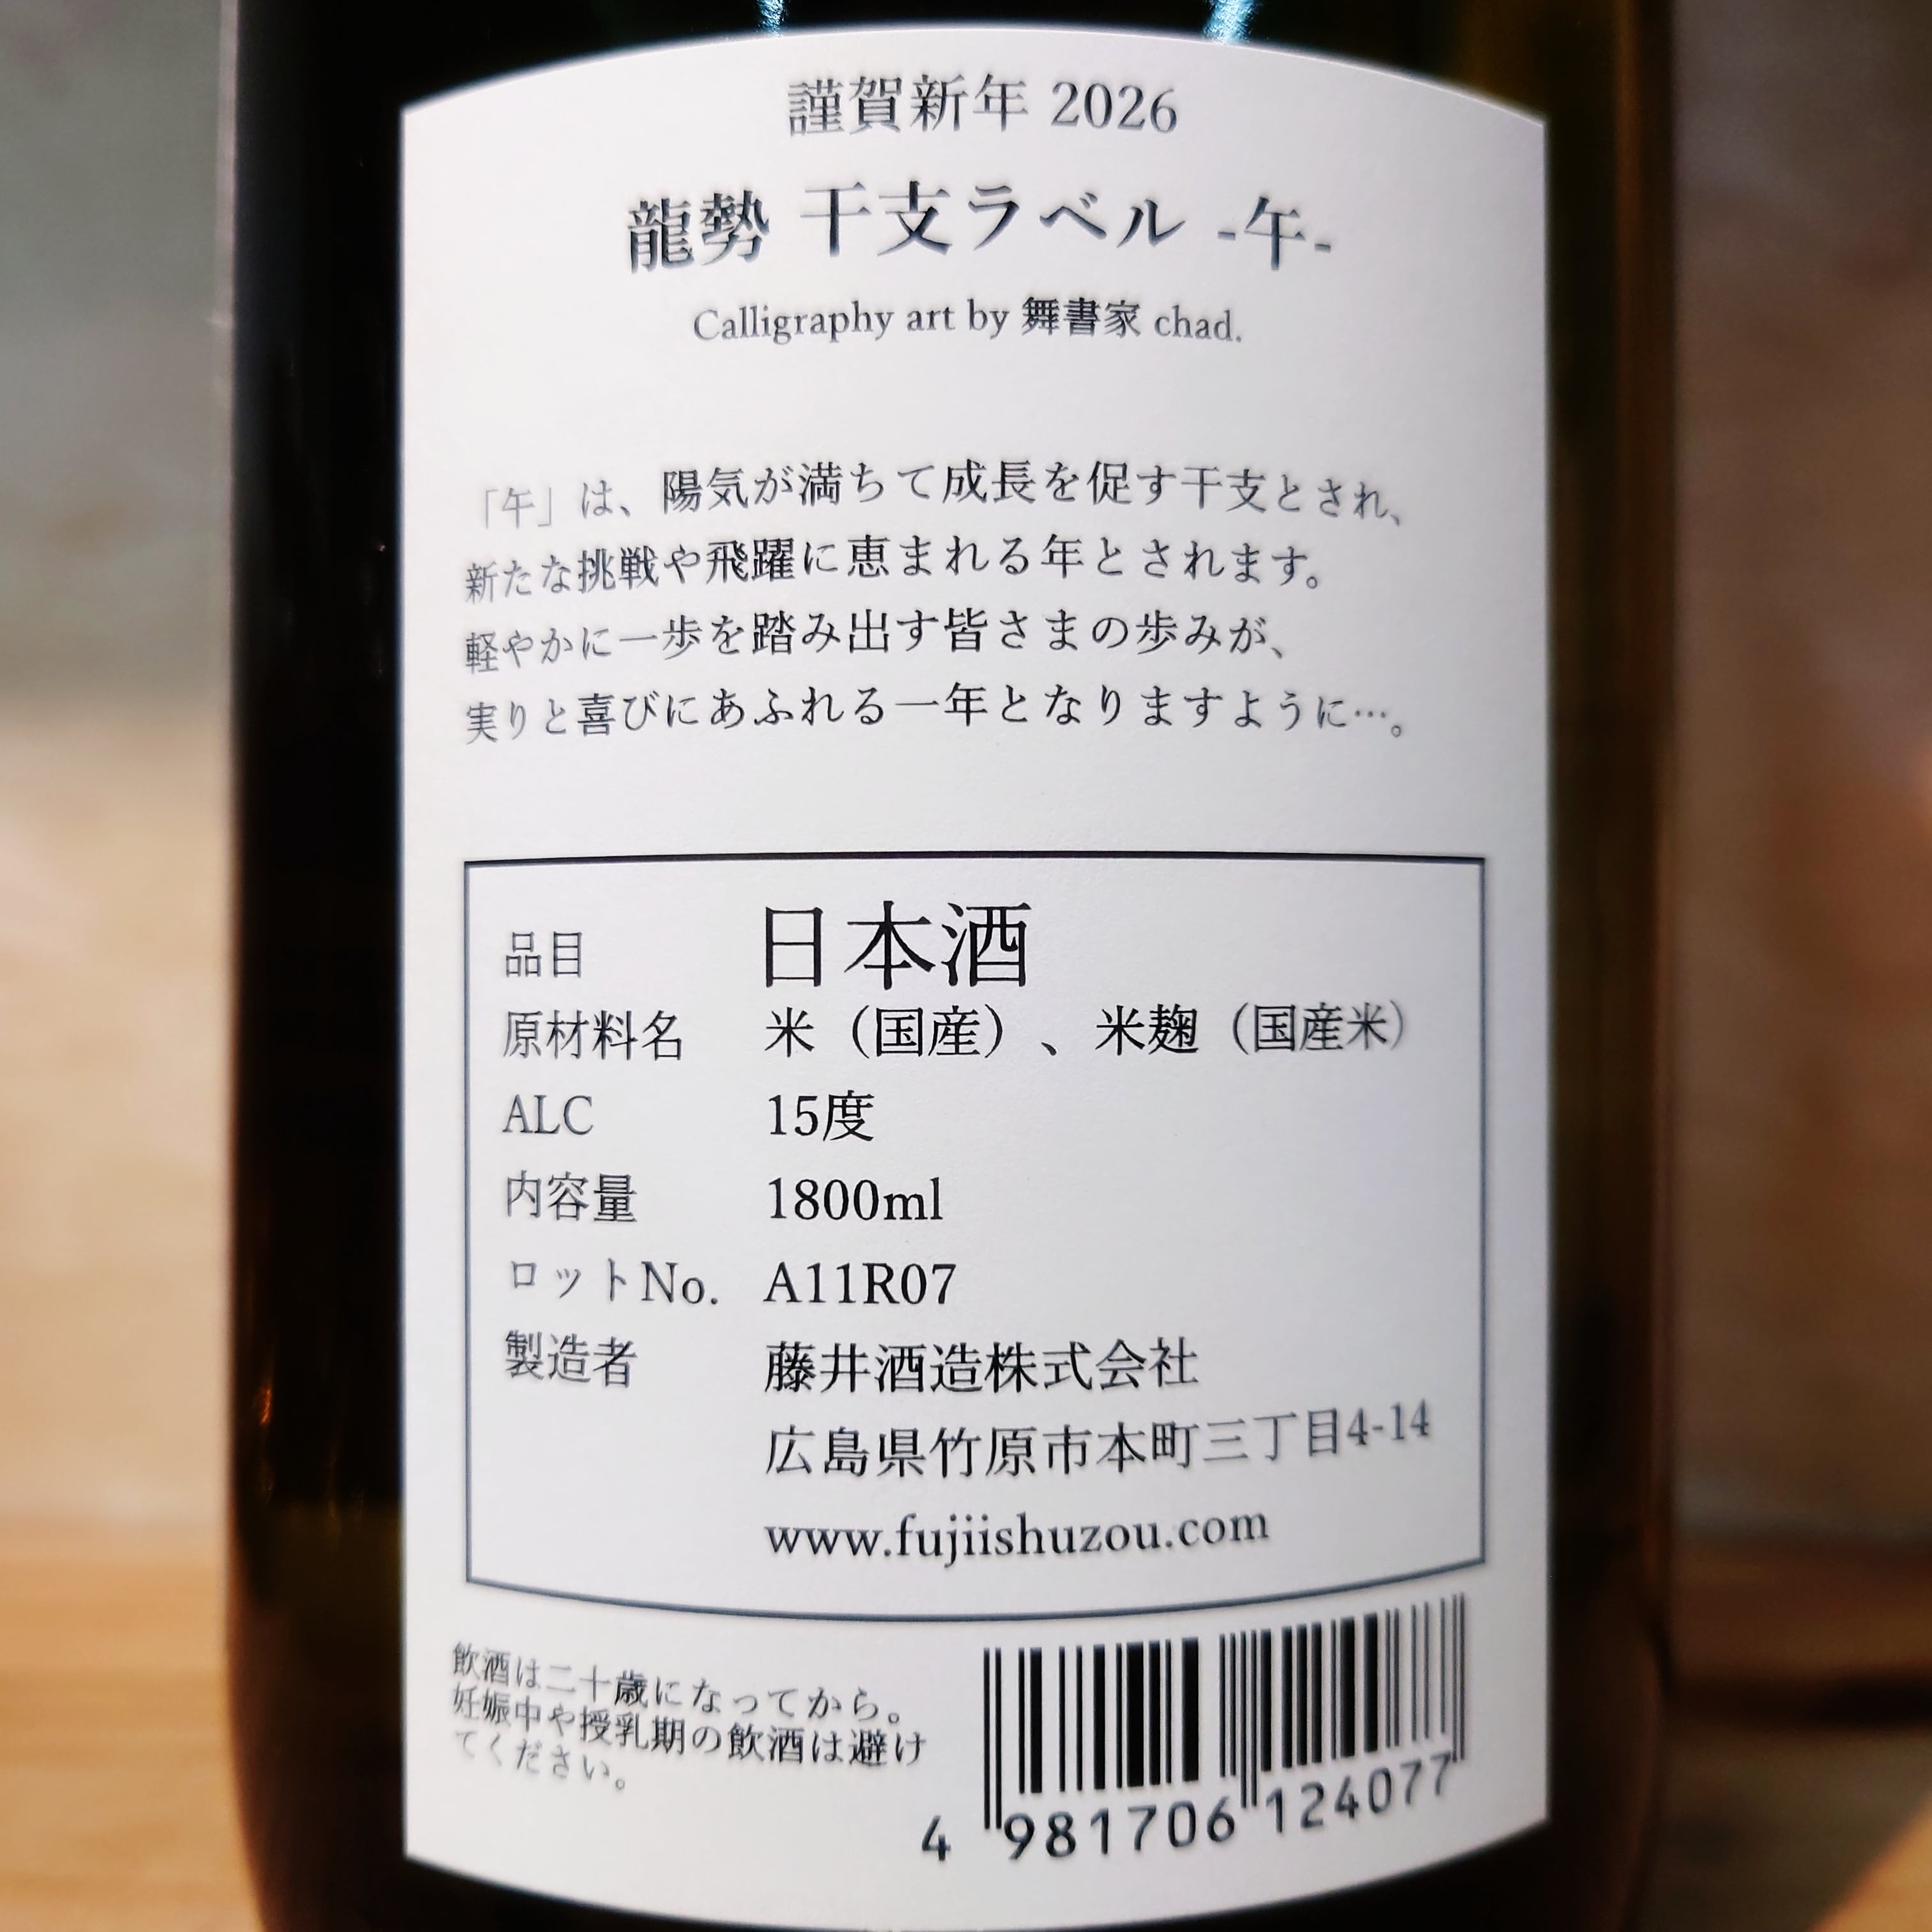 謹賀新年 2026
龍勢 干支ラベル -午-
Calligraphy art by 舞書家 chad.
「午」は、陽気が満ちて成長を促す干支とされ、
新たな挑戦や飛躍に恵まれる年とされます。
軽やかに一歩を踏み出す皆さまの歩みが、
実りと喜びにあふれる一年となりますように…。
品目 日本酒
原材料名 米（国産）、米麹（国産米）
ALC 15度
内容量 1800ml
ロットNo. A11R07
製造者 藤井酒造株式会社
広島県竹原市本町三丁目4-14
www.fujiishuzou.com
飲酒は二十歳になってから。
妊娠中や授乳期の飲酒は避け
てください。
4 981706 124077